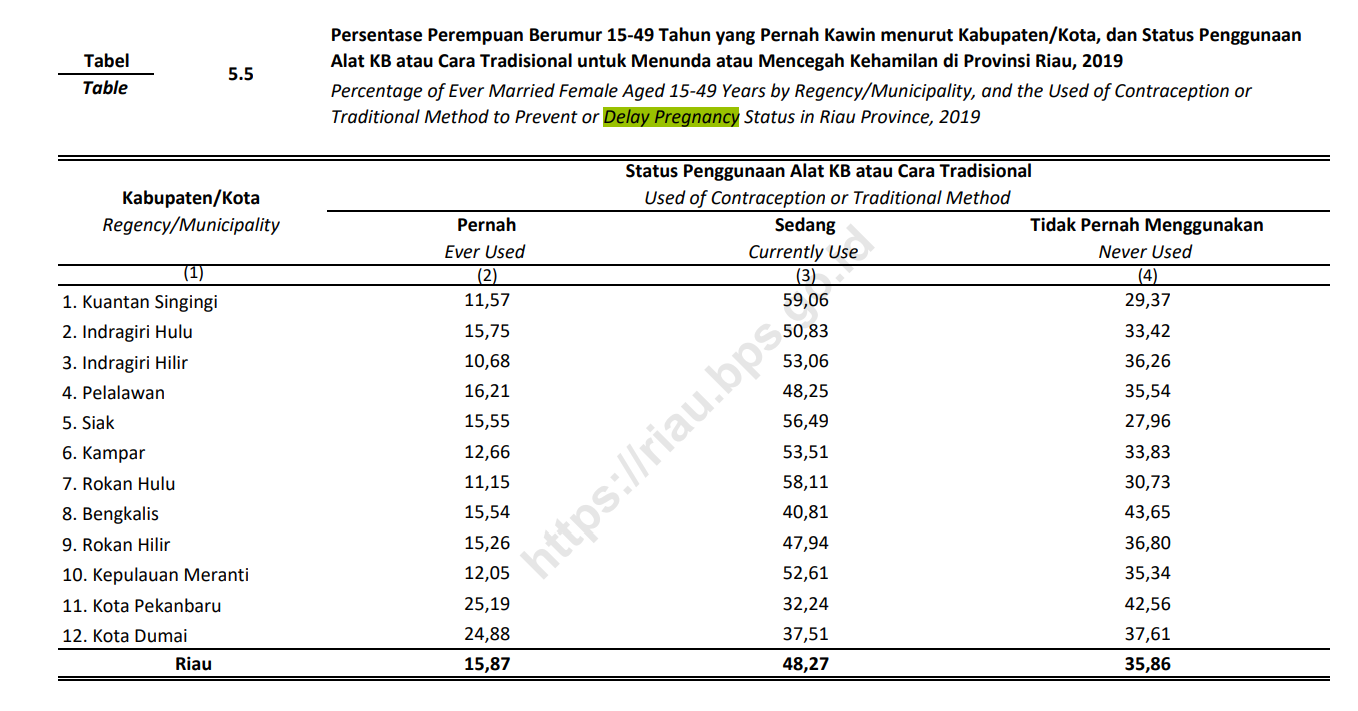 Tabel
Table
5.5
Persentase Perempuan Berumur 15-49 Tahun yang Pernah Kawin menurut Kabupaten/Kota, dan Status Penggunaan
Alat KB atau Cara Tradisional untuk Menunda atau Mencegah Kehamilan di Provinsi Riau, 2019
Percentage of Ever Married Female Aged 15-49 Years by Regency/Municipality, and the Used of Contraception or
Traditional Method to Prevent or Delay Pregnancy Status in Riau Province, 2019
Kabupaten/Kota
Regency/Municipality
Status Penggunaan Alat KB atau Cara Tradisional
Used of Contraception or Traditional Method
Pernah Sedang Tidak Pernah Menggunakan
Ever Used Currently Use Never Used
(1) (2) (3) (4)
1. Kuantan Singingi 11,57 59,06 29,37
2. Indragiri Hulu 15,75 50,83 33,42
3. Indragiri Hilir 10,68 53,06 36,26
4. Pelalawan 16,21 48,25 35,54
5. Siak 15,55 56,49 27,96
6. Kampar 12,66 53,51 33,83
7. Rokan Hulu 11,15 58,11 30,73
8. Bengkalis 15,54 40,81 43,65
9. Rokan Hilir 15,26 47,94 36,80
10. Kepulauan Meranti 12,05 52,61 35,34
11. Kota Pekanbaru 25,19 32,24 42,56
12. Kota Dumai 24,88 37,51 37,61
Riau 15,87 48,27 35,86
https://riau.bps.go.id